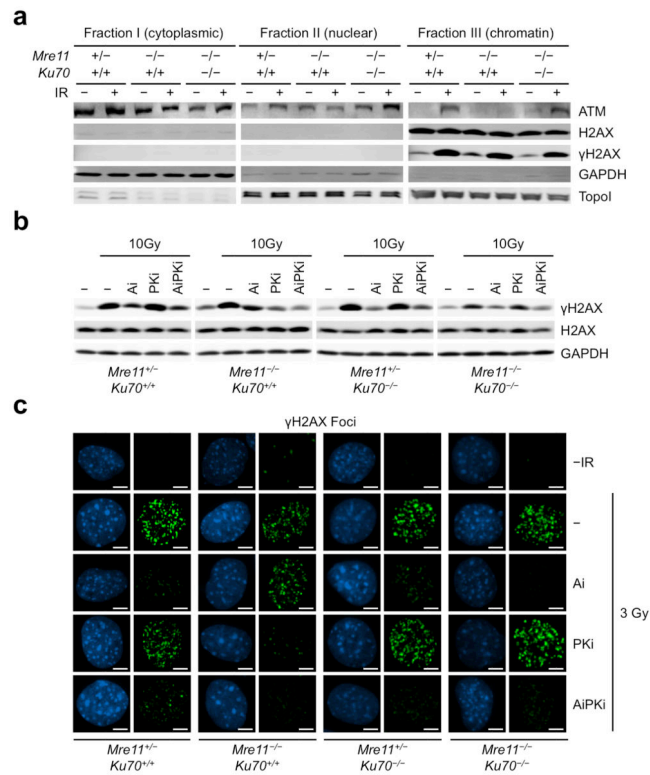 a
Fraction I (cytoplasmic) Fraction II (nuclear) Fraction III (chromatin)
Mre11 +/− −/− −/− +/− −/− −/− +/− −/− −/−
Ku70 +/+ +/+ −/− +/+ +/+ −/− +/+ +/+ −/−
IR − + − + − + − + − + − + − + − + − +
ATM
H2AX
γH2AX
GAPDH
TopoI
b
10Gy 10Gy 10Gy 10Gy
− − Ai PKi AiPKi − − Ai PKi AiPKi − − Ai PKi AiPKi − − Ai PKi AiPKi
γH2AX
H2AX
GAPDH
Mre11+/− Mre11−/− Mre11+/− Mre11−/−
Ku70+/+ Ku70+/+ Ku70−/− Ku70−/−
c
γH2AX Foci
−IR
−
Ai
3 Gy
PKi
AiPKi
Mre11+/− Mre11−/− Mre11+/− Mre11−/−
Ku70+/+ Ku70+/+ Ku70−/− Ku70−/−